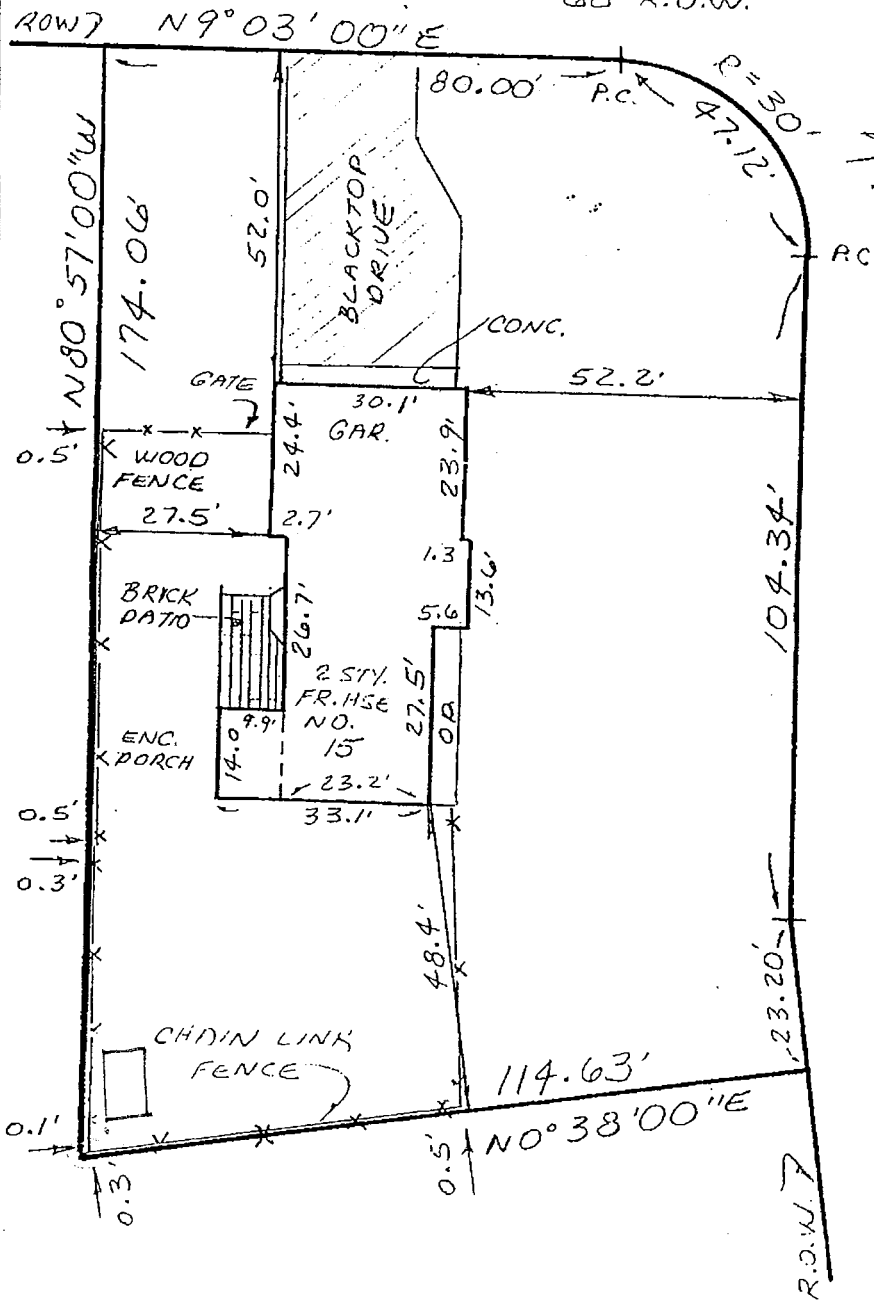 60' R.O.W.
ROW N9°03'00"E
80.00'
P.C.
R=30'
47.12'
P.C
N80°57'00"W
174.06'
52.0'
BLACKTOP
DRIVE
CONC.
GATE
30.1'
52.2'
GAR.
0.5'
WOOD
FENCE
24.4'
23.9'
27.5'
2.7'
1.3
13.6'
104.34'
BRICK
PATIO
26.7'
5.6
2 STY.
FR. HSE
NO.
15
27.5'
O.P.
ENC.
PORCH
14.0
9.9'
23.2'
33.1'
0.5'
0.3'
48.4'
23.20'
CHAIN LINK
FENCE
114.63'
N0°38'00"E
0.1'
0.3'
0.5'
R.O.W.